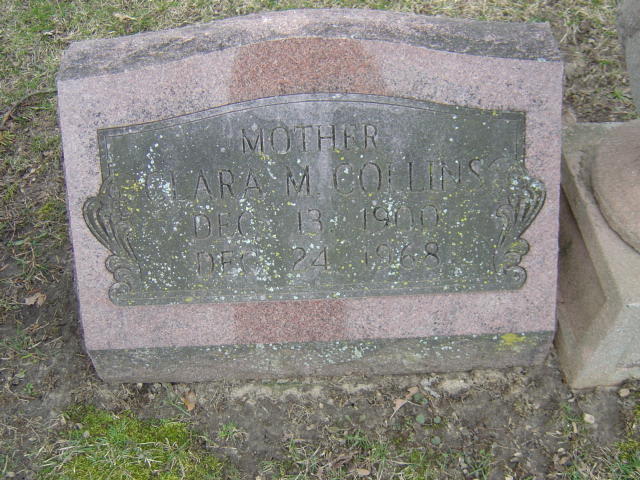 MOTHER
CLARA M. COLLINS
DEC 13 1900
DEC 24 1968